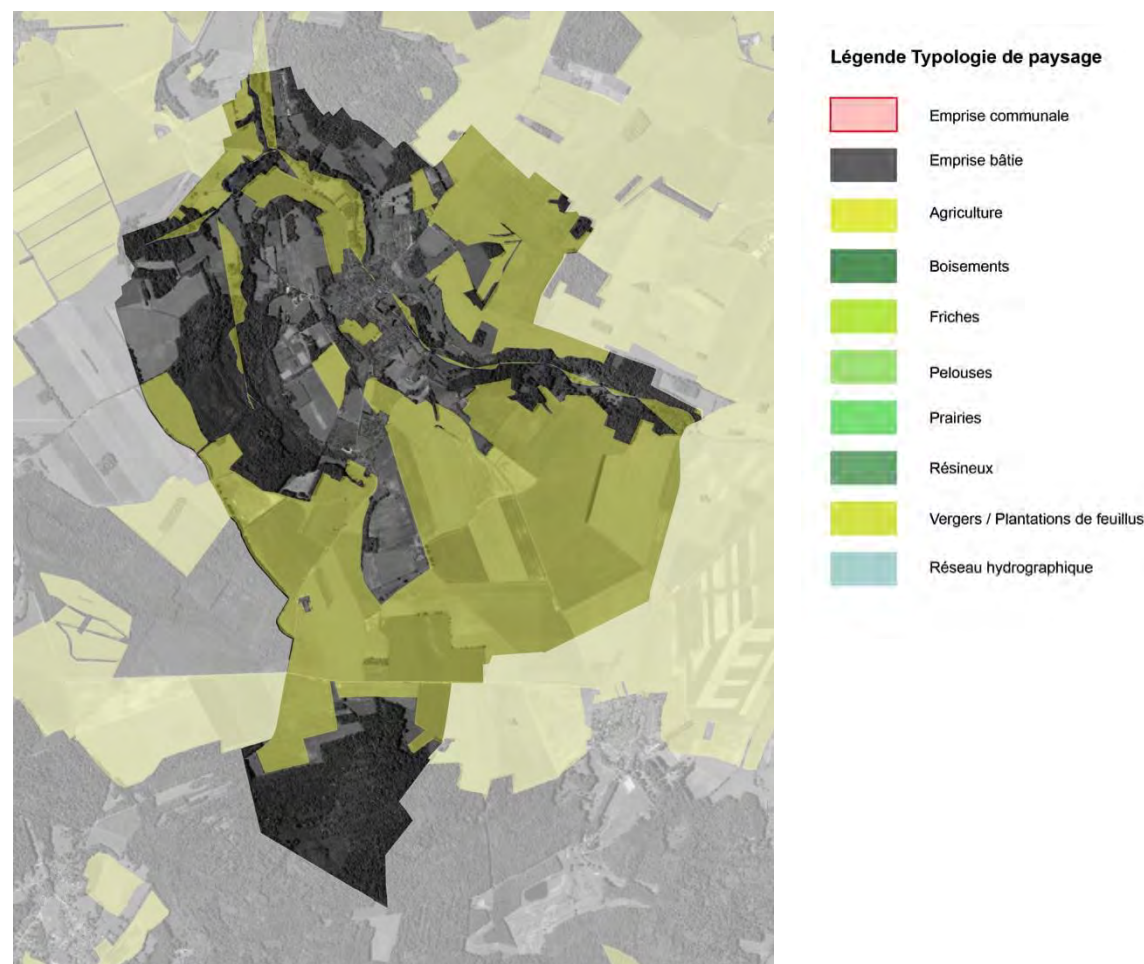 Légende Typologie de paysage
Emprise communale
Emprise bâtie
Agriculture
Boisements
Friches
Pelouses
Prairies
Résineux
Vergers / Plantations de feuillus
Réseau hydrographique